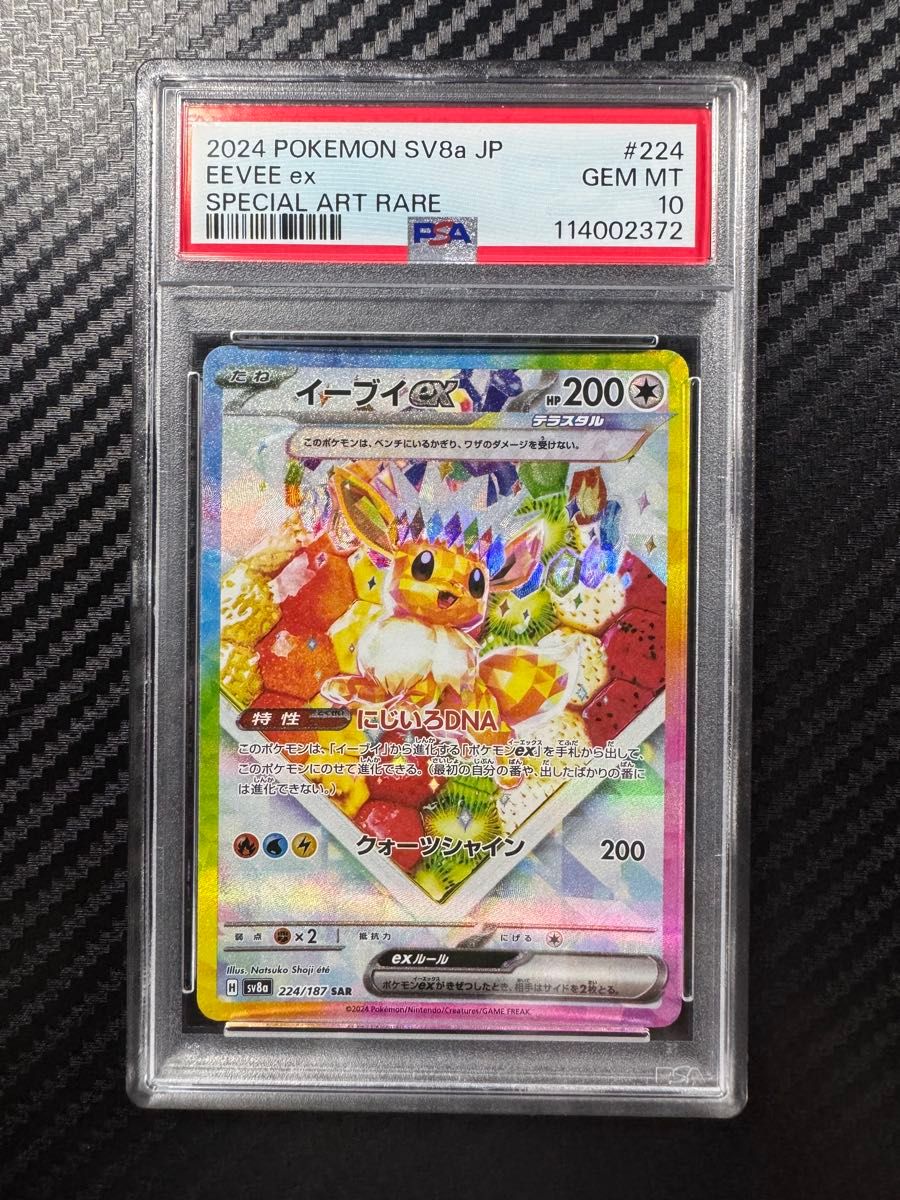 2024 POKEMON SV8a JP #224
EEVEE ex GEM MT
SPECIAL ART RARE 10
PSA 114002372
たね イーブイex HP200
テラスタル
このポケモンは、ベンチにいるかぎり、ワザのダメージを受けない。
特性 にじいろDNA
このポケモンは、「イーブイ」から進化する「ポケモンex」を手札から出して、
このポケモンにのせて進化できる。(最初の自分の番や、出したばかりの番に
は進化できない。)
クォーツシャイン 200
弱点 ×2 抵抗力 にげる
exルール
ポケモンexがきぜつしたとき、相手はサイドを2枚とる。
Illus. Natsuko Shoji été
H sv8a 224/187 SAR
©2024 Pokémon/Nintendo/Creatures/GAME FREAK
PSA